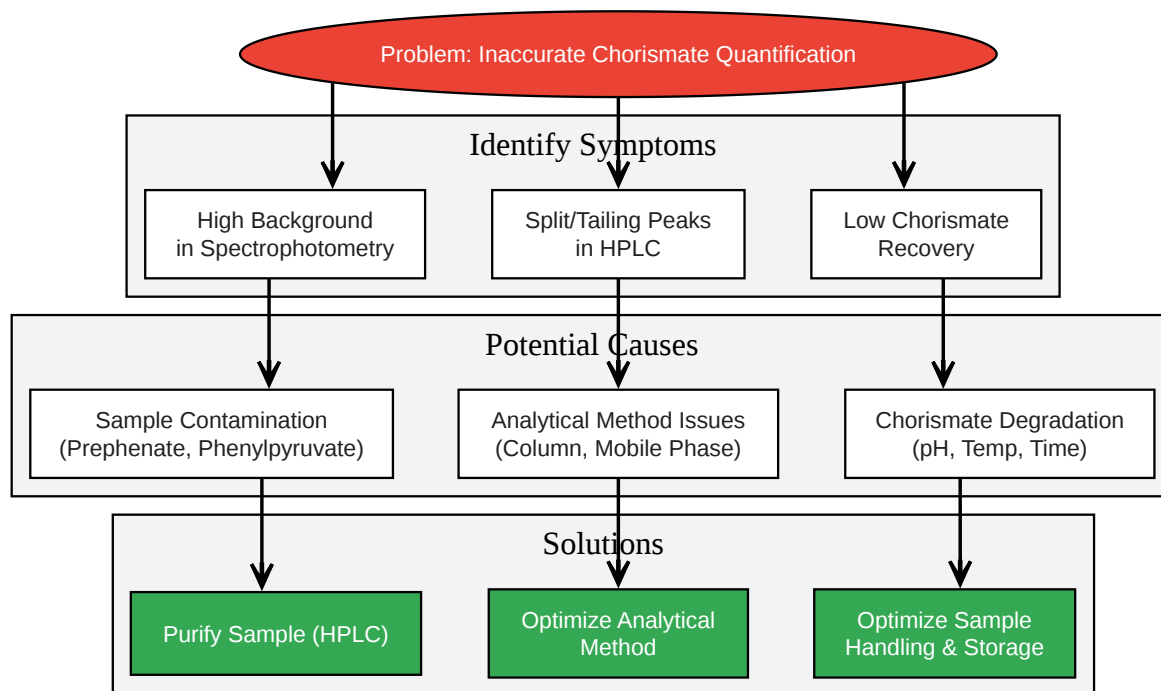 Problem: Inaccurate Chorismate Quantification
Identify Symptoms
High Background
in Spectrophotometry
Split/Tailing Peaks
in HPLC
Low Chorismate
Recovery
Potential Causes
Sample Contamination
(Prephenate, Phenylpyruvate)
Analytical Method Issues
(Column, Mobile Phase)
Chorismate Degradation
(pH, Temp, Time)
Solutions
Purify Sample (HPLC)
Optimize Analytical
Method
Optimize Sample
Handling & Storage